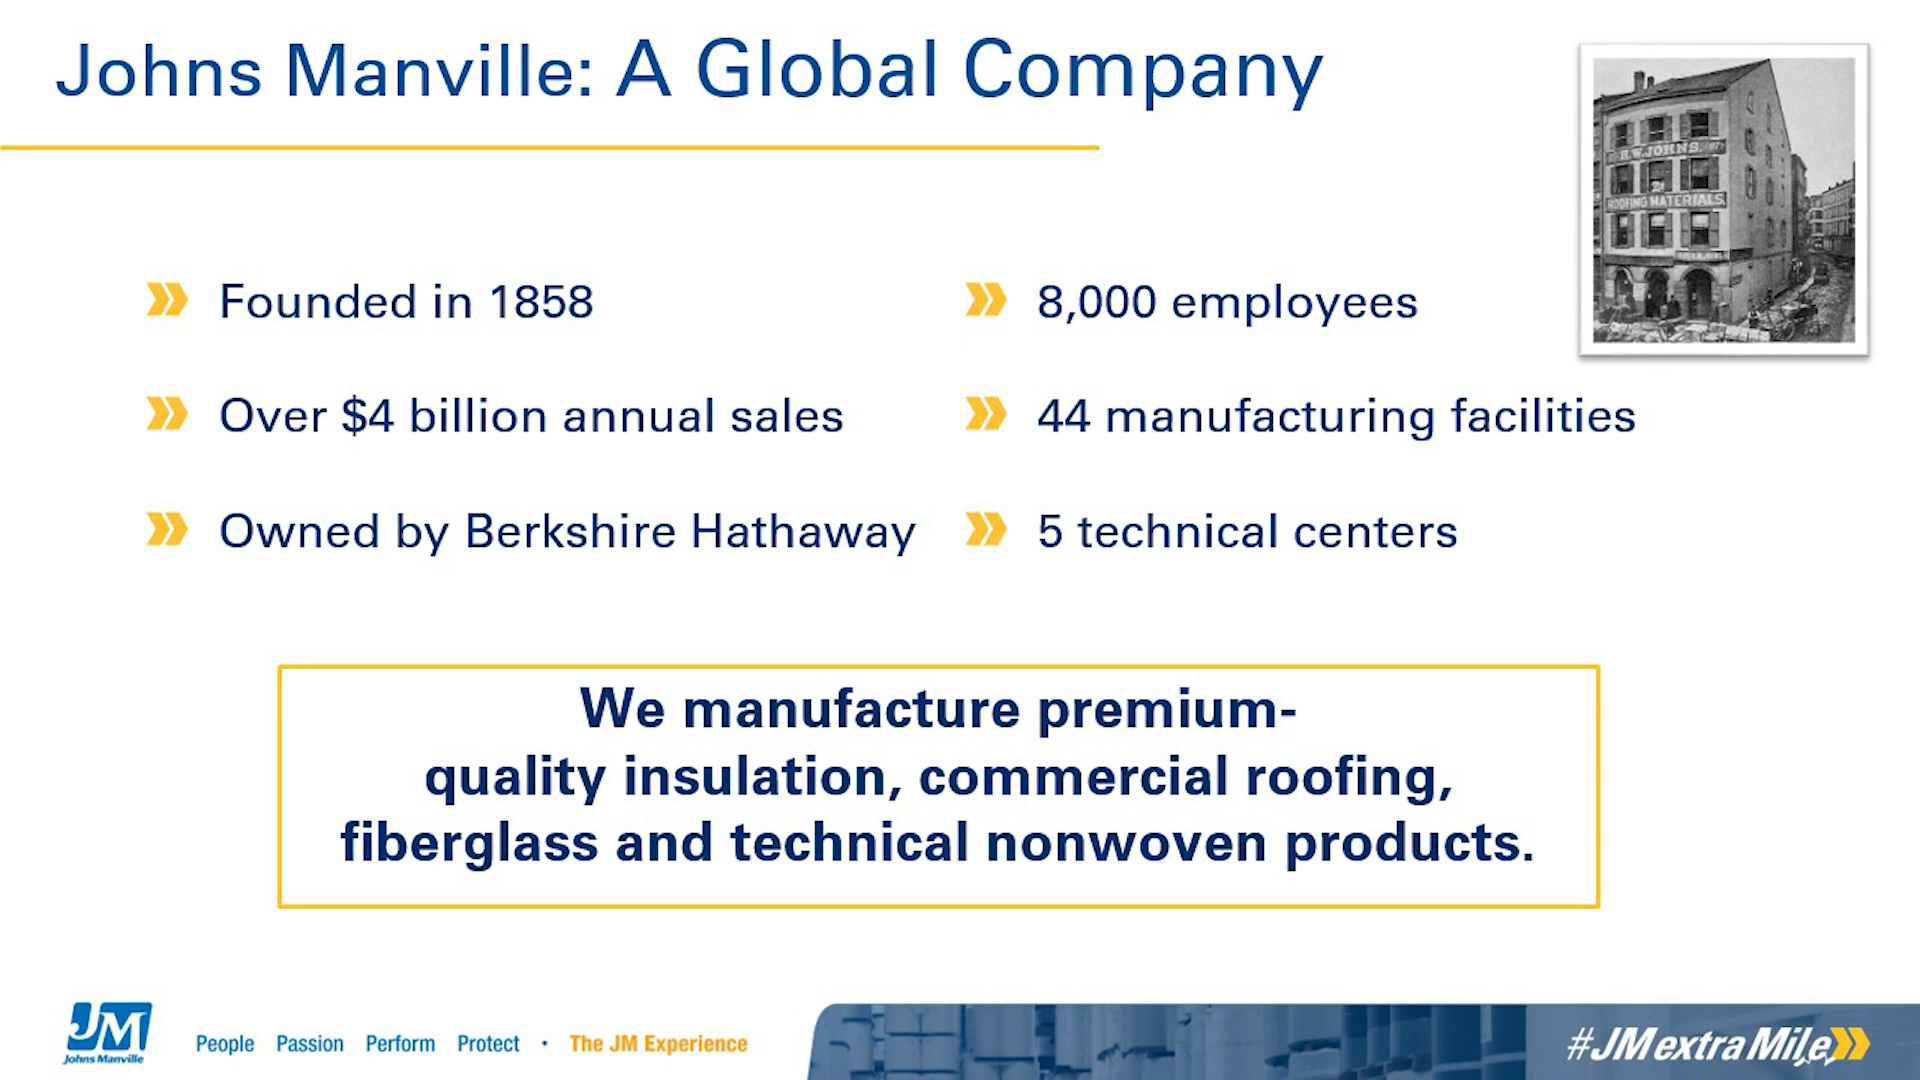 Johns Manville: A Global Company
H.W. JOHNS.
ROOFING MATERIALS.
Founded in 1858
8,000 employees
Over $4 billion annual sales
44 manufacturing facilities
Owned by Berkshire Hathaway
5 technical centers
We manufacture premium-
quality insulation, commercial roofing,
fiberglass and technical nonwoven products.
JM
Johns Manville
People Passion Perform Protect · The JM Experience
#JMextraMile